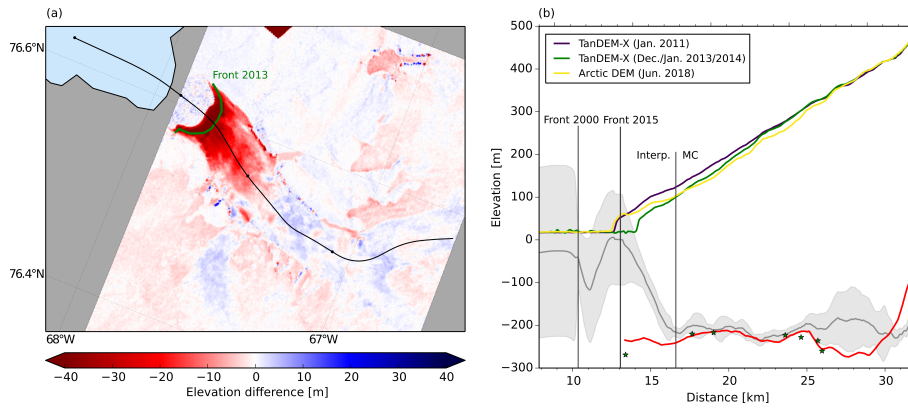 (a)
76.6°N
76.4°N
Front 2013
68°W
67°W
−40
−30
−20
−10
0
10
20
30
40
Elevation difference [m]
(b)
500
400
300
200
100
0
−100
−200
−300
Elevation [m]
TanDEM-X (Jan. 2011)
TanDEM-X (Dec./Jan. 2013/2014)
Arctic DEM (Jun. 2018)
Front 2000
Front 2015
Interp.
MC
10
15
20
25
30
Distance [km]